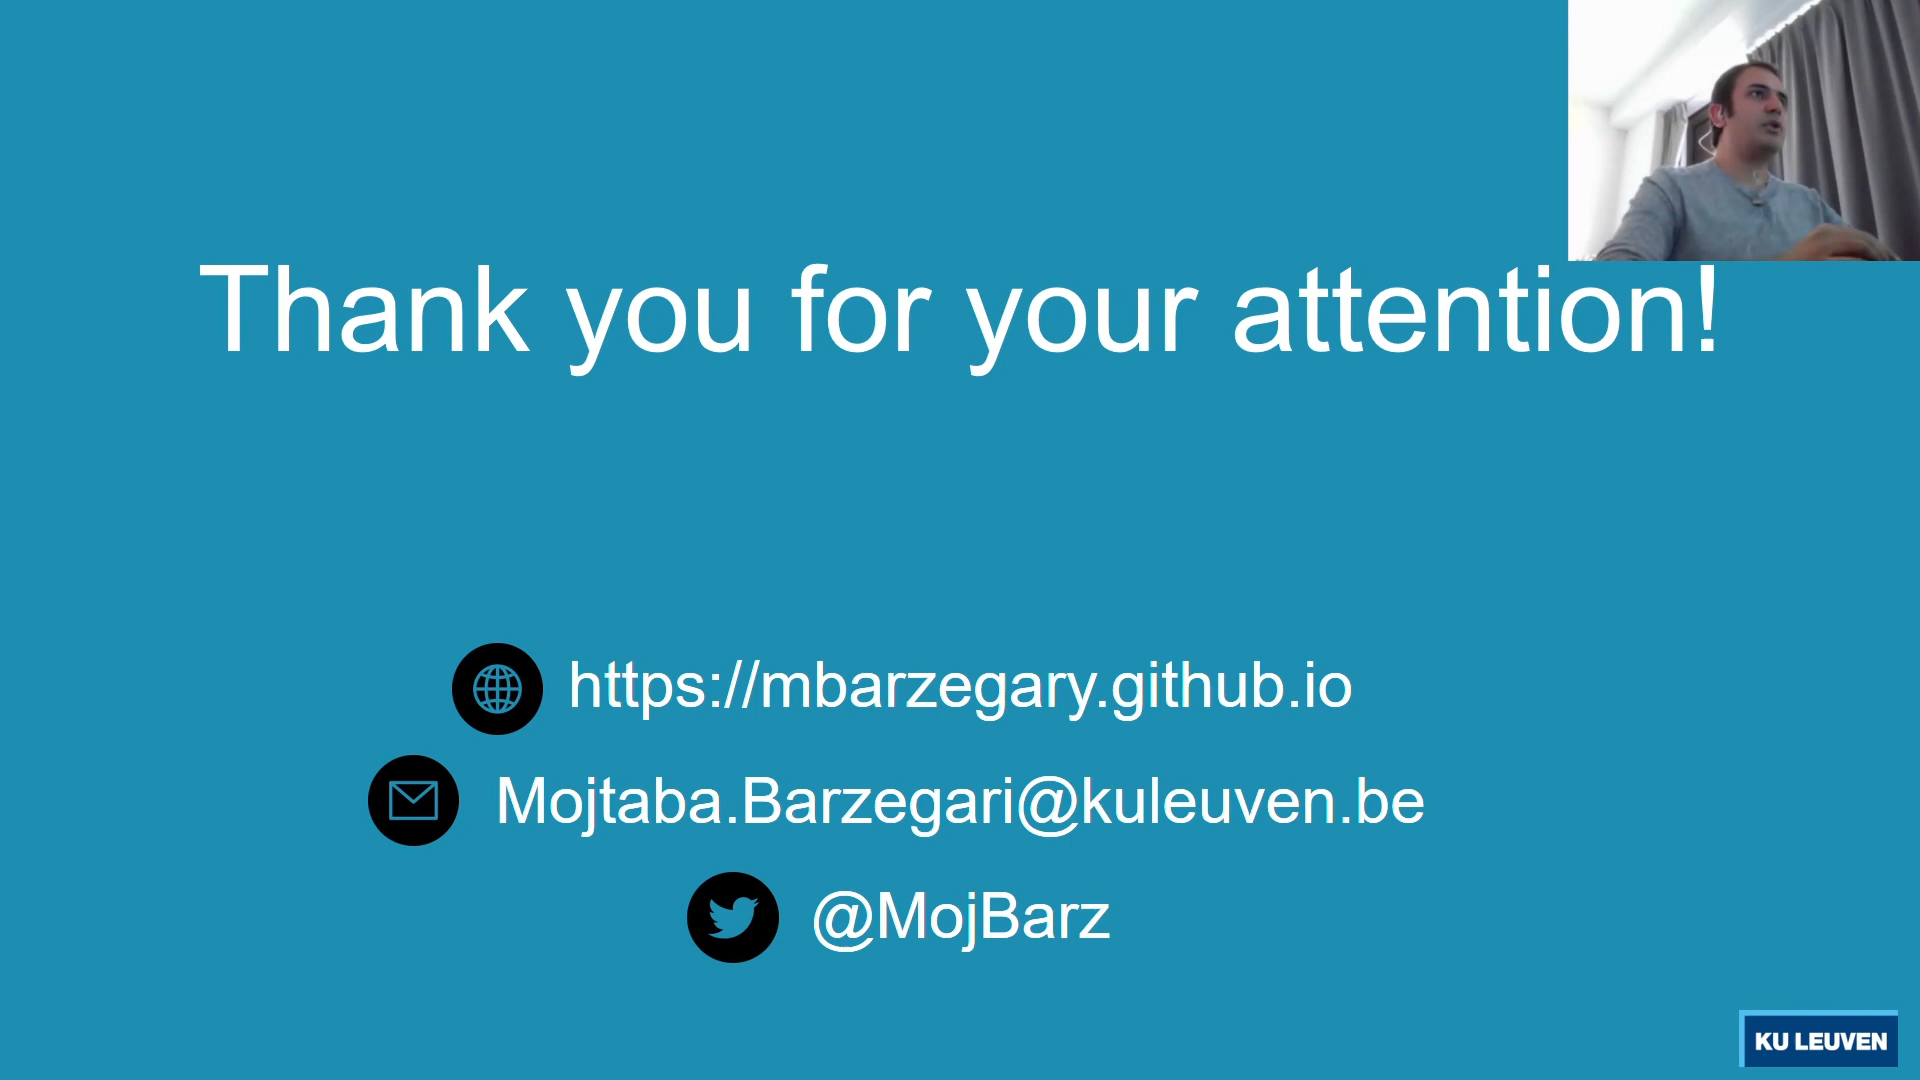 Thank you for your attention!
https://mbarzegary.github.io
Mojtaba.Barzegari@kuleuven.be
@MojBarz
KU LEUVEN